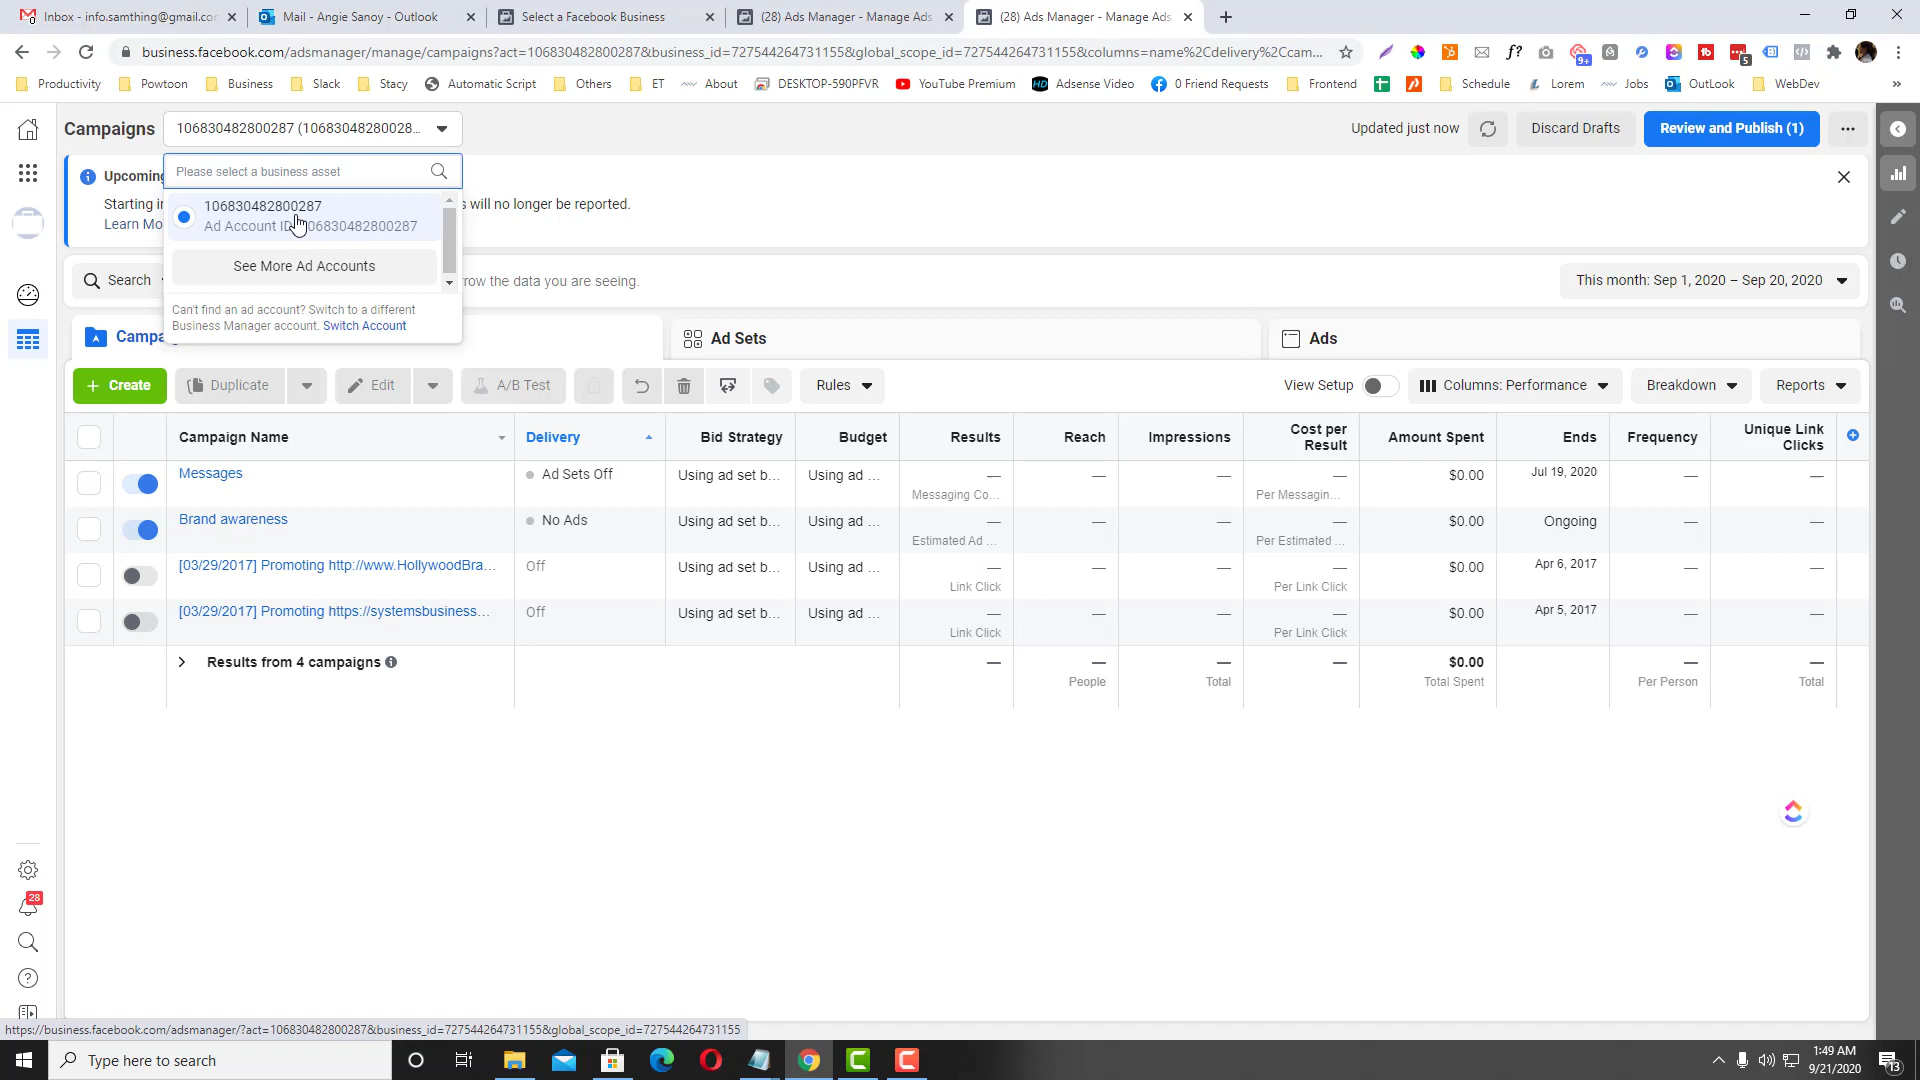 Inbox - info.samthing@gmail.co
Mail - Angie Sanoy - Outlook
Select a Facebook Business
(28) Ads Manager - Manage Ads
(28) Ads Manager - Manage Ads
business.facebook.com/adsmanager/manage/campaigns?act=106830482800287&business_id=727544264731155&global_scope_id=727544264731155&columns=name%2Cdelivery%2Ccam...
f?
9+
5
Productivity
Powtoon
Business
Slack
Stacy
Automatic Script
Others
ET
About
DESKTOP-590PFVR
YouTube Premium
HD
Adsense Video
0 Friend Requests
Frontend
Schedule
Lorem
Jobs
OutLook
WebDev
»
Campaigns
106830482800287 (10683048280028...
Updated just now
Discard Drafts
Review and Publish (1)
Please select a business asset
Upcoming
Starting i
s will no longer be reported.
Learn Mo
106830482800287
Ad Account ID 06830482800287
See More Ad Accounts
Can't find an ad account? Switch to a different
Business Manager account. Switch Account
Search
row the data you are seeing.
This month: Sep 1, 2020 – Sep 20, 2020
Campa
Ad Sets
Ads
+ Create
Duplicate
Edit
A/B Test
Rules
View Setup
Columns: Performance
Breakdown
Reports
Campaign Name
Delivery
Bid Strategy
Budget
Results
Reach
Impressions
Cost per
Result
Amount Spent
Ends
Frequency
Unique Link
Clicks
Messages
Ad Sets Off
Using ad set b...
Using ad ...
—
Messaging Co...
—
—
—
Per Messagin...
$0.00
Jul 19, 2020
—
—
Brand awareness
No Ads
Using ad set b...
Using ad ...
—
Estimated Ad ...
—
—
—
Per Estimated ...
$0.00
Ongoing
—
—
[03/29/2017] Promoting http://www.HollywoodBra...
Off
Using ad set b...
Using ad ...
—
Link Click
—
—
—
Per Link Click
$0.00
Apr 6, 2017
—
—
[03/29/2017] Promoting https://systemsbusiness...
Off
Using ad set b...
Using ad ...
—
Link Click
—
—
—
Per Link Click
$0.00
Apr 5, 2017
—
—
Results from 4 campaigns
—
—
People
—
Total
—
$0.00
Total Spent
—
Per Person
—
Total
28
https://business.facebook.com/adsmanager/?act=106830482800287&business_id=727544264731155&global_scope_id=727544264731155
Type here to search
1:49 AM
9/21/2020
13